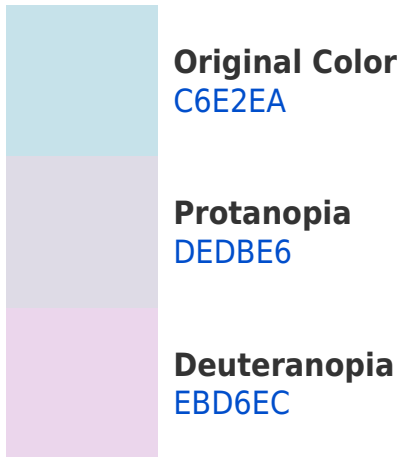 Original Color
C6E2EA
Protanopia
DEDBE6
Deuteranopia
EBD6EC